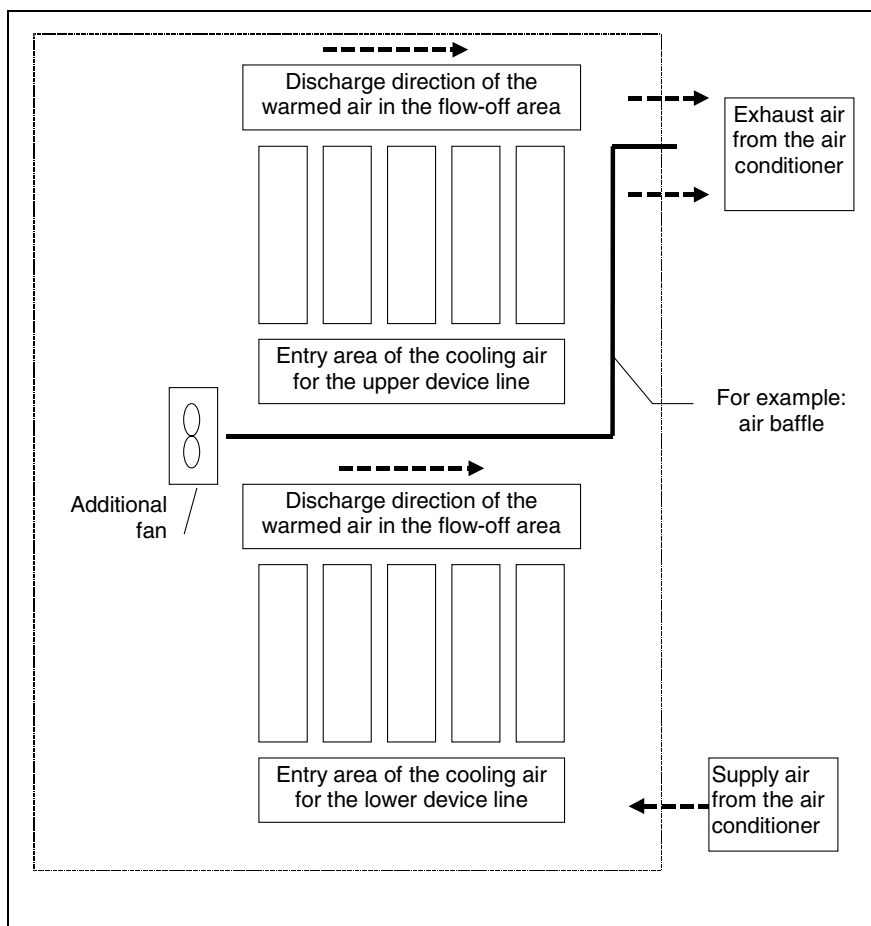 Discharge direction of the
warmed air in the flow-off area
Exhaust air
from the air
conditioner
Entry area of the cooling air
for the upper device line
For example:
air baffle
Additional
fan
Discharge direction of the
warmed air in the flow-off area
Entry area of the cooling air
for the lower device line
Supply air
from the air
conditioner